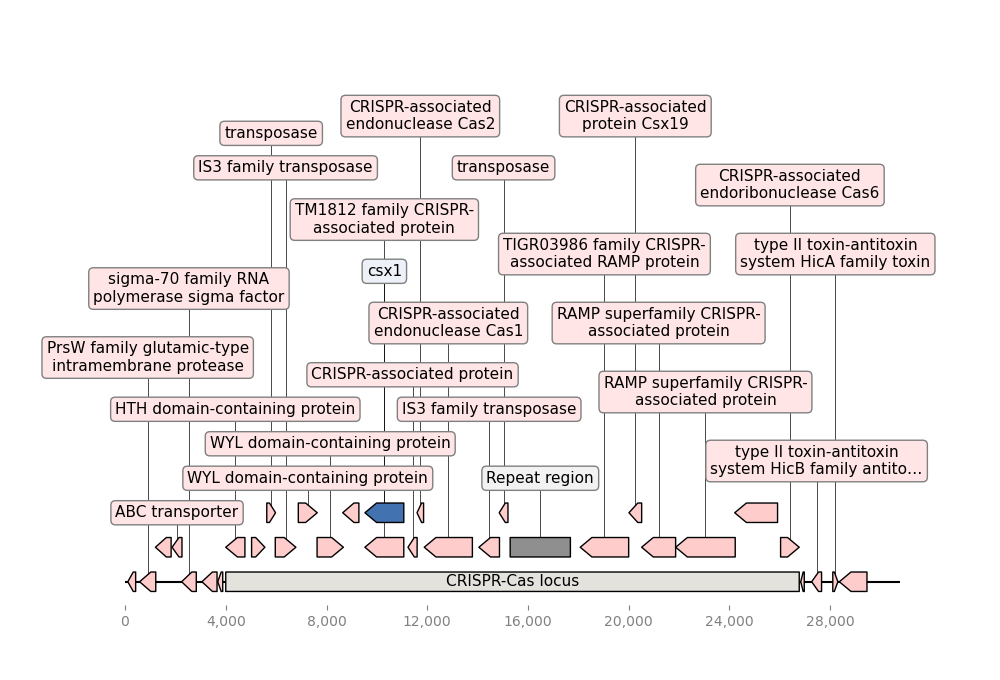 CRISPR-associated
endonuclease Cas2
CRISPR-associated
protein Csx19
transposase
IS3 family transposase
transposase
CRISPR-associated
endoribonuclease Cas6
TM1812 family CRISPR-
associated protein
TIGR03986 family CRISPR-
associated RAMP protein
type II toxin-antitoxin
system HicA family toxin
csx1
sigma-70 family RNA
polymerase sigma factor
CRISPR-associated
endonuclease Cas1
RAMP superfamily CRISPR-
associated protein
PrsW family glutamic-type
intramembrane protease
CRISPR-associated protein
RAMP superfamily CRISPR-
associated protein
HTH domain-containing protein
IS3 family transposase
WYL domain-containing protein
type II toxin-antitoxin
system HicB family antito…
WYL domain-containing protein
Repeat region
ABC transporter
CRISPR-Cas locus
0
4,000
8,000
12,000
16,000
20,000
24,000
28,000